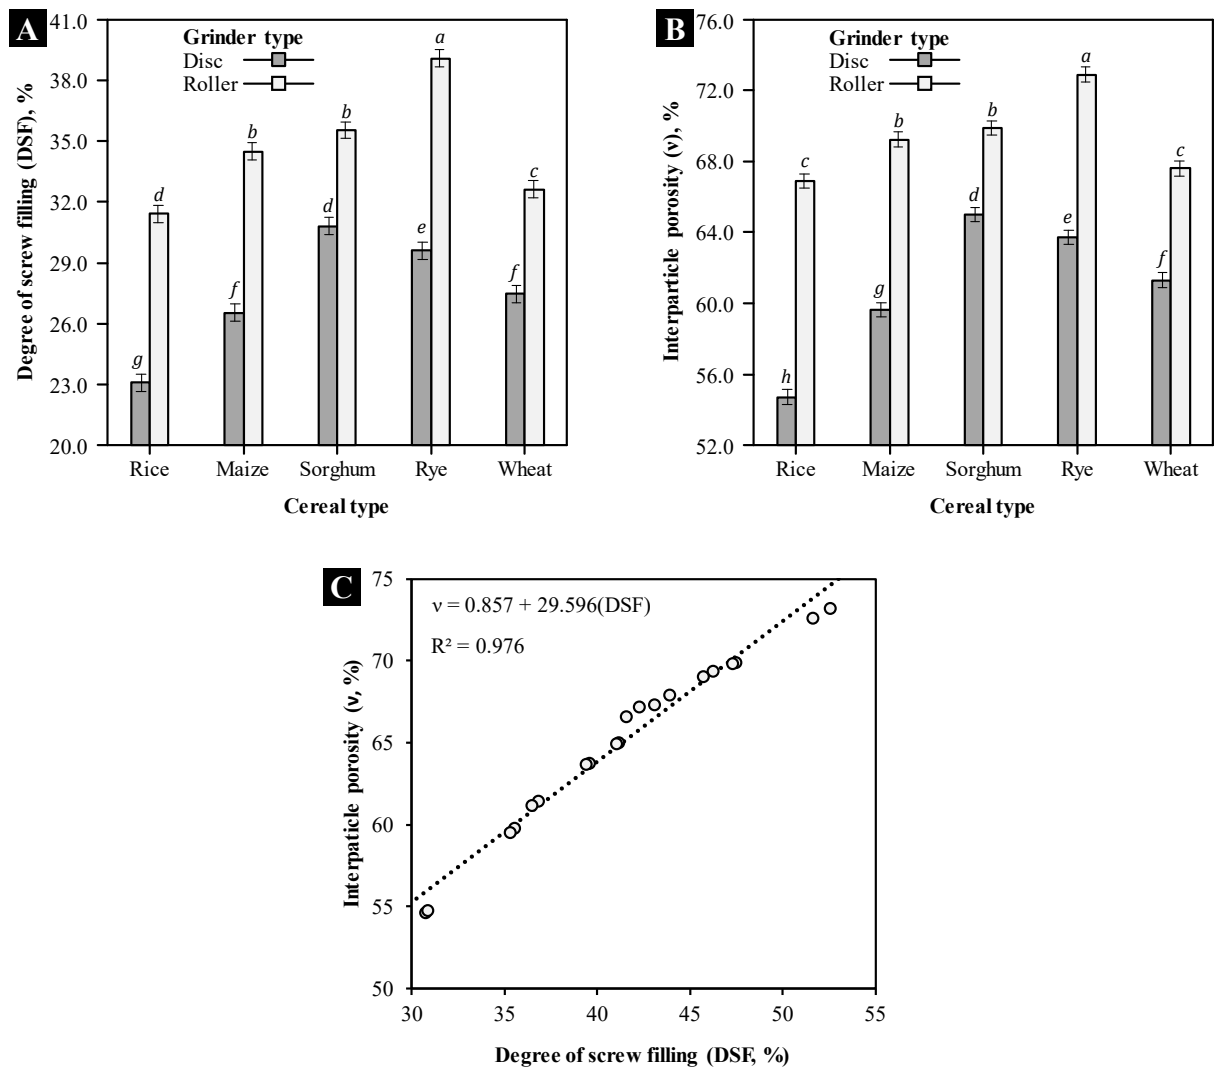 A
Grinder type
Disc
Roller
Degree of screw filling (DSF), %
41.0
38.0
35.0
32.0
29.0
26.0
23.0
20.0
g
d
f
b
d
b
e
a
f
c
Rice
Maize
Sorghum
Rye
Wheat
Cereal type
B
Grinder type
Disc
Roller
Interparticle porosity (ν), %
76.0
72.0
68.0
64.0
60.0
56.0
52.0
h
c
g
b
d
b
e
a
f
c
Rice
Maize
Sorghum
Rye
Wheat
Cereal type
C
ν = 0.857 + 29.596(DSF)
R² = 0.976
Interpaticle porosity (ν, %)
75
70
65
60
55
50
30
35
40
45
50
55
Degree of screw filling (DSF, %)